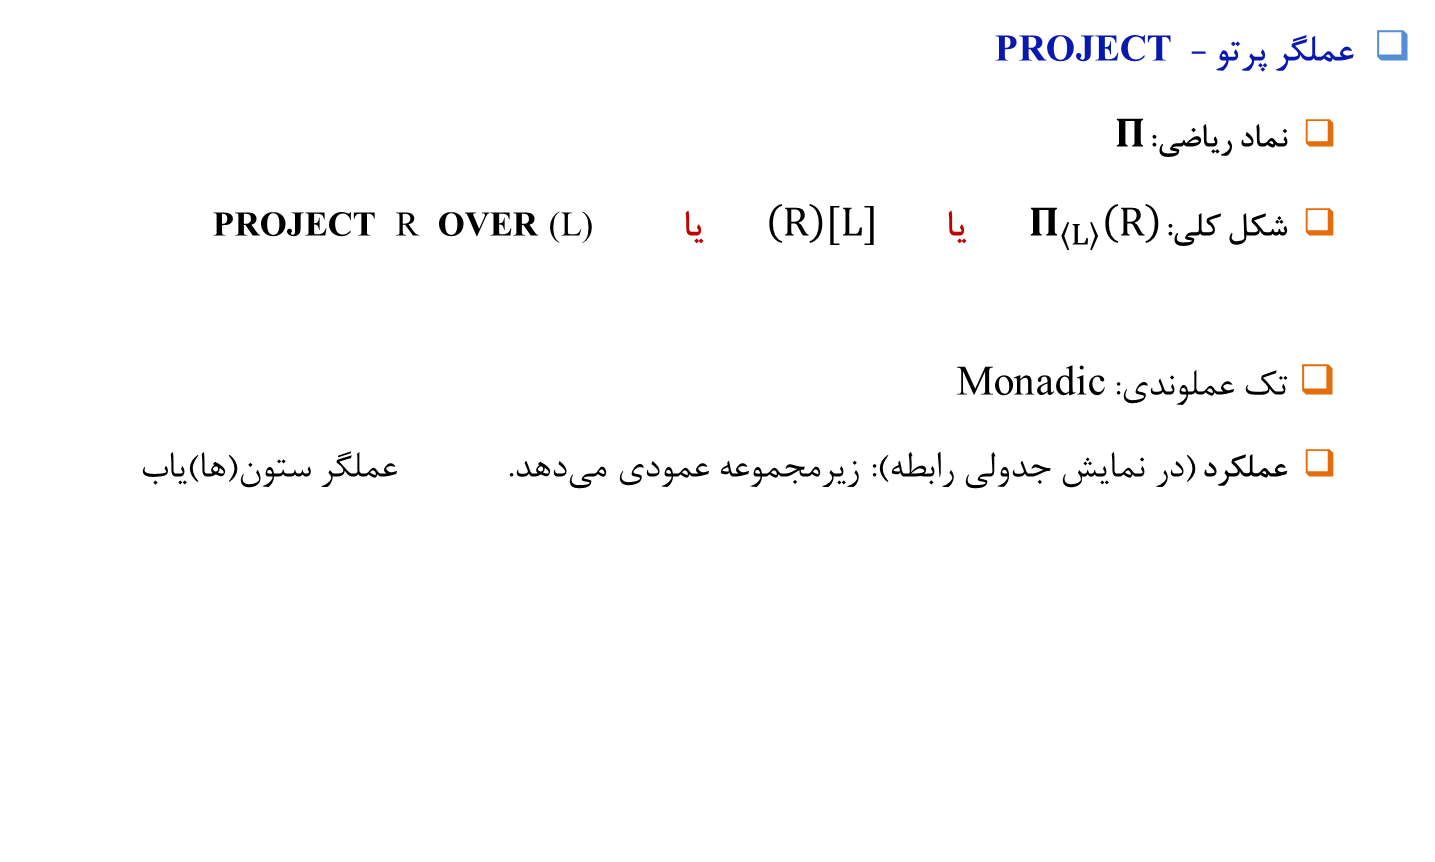 عملگر پرتو - PROJECT
نماد ریاضی: Π
شکل کلی: Π⟨L⟩(R) یا (R)[L] یا PROJECT R OVER (L)
تک عملوندی: Monadic
عملکرد (در نمایش جدولی رابطه): زیرمجموعه عمودی می‌دهد. عملگر ستون(ها)یاب